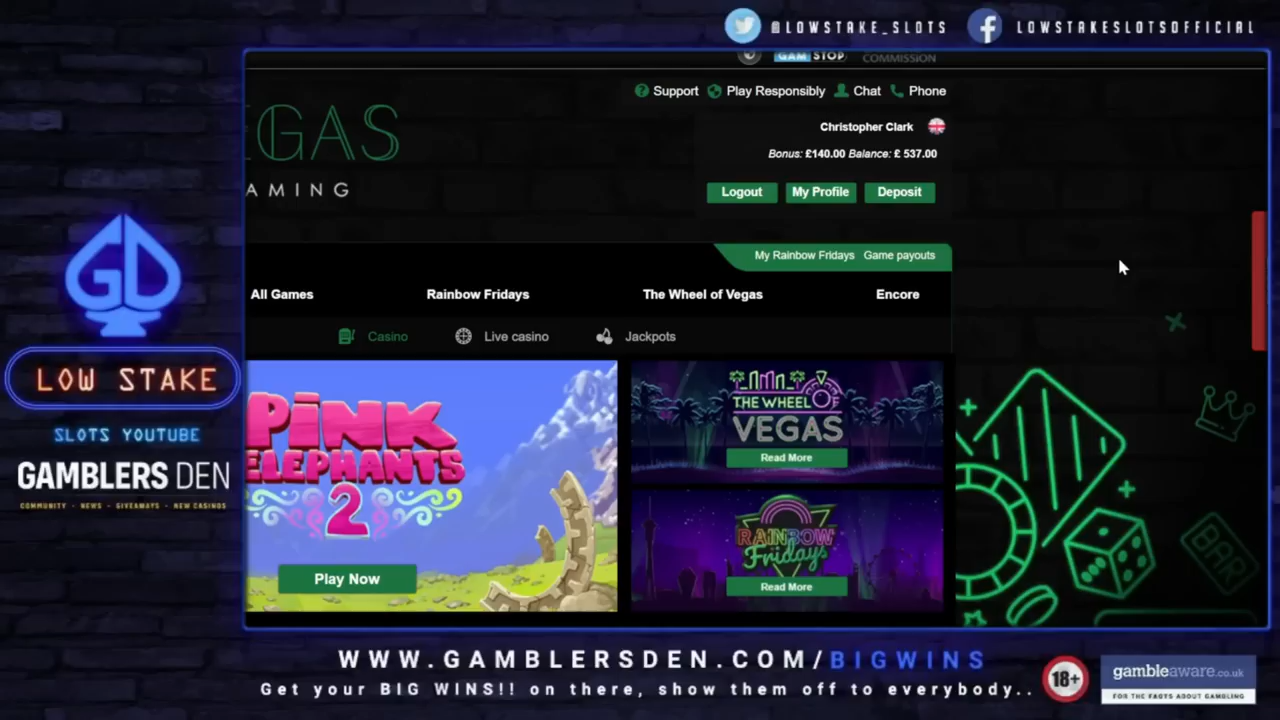 @LOWSTAKE_SLOTS
LOWSTAKESLOTSOFFICIAL
GAMSTOP
COMMISSION
Support
Play Responsibly
Chat
Phone
Christopher Clark
Bonus: £140.00 Balance: £ 537.00
EGAS
AMING
Logout
My Profile
Deposit
My Rainbow Fridays
Game payouts
All Games
Rainbow Fridays
The Wheel of Vegas
Encore
Casino
Live casino
Jackpots
PINK
ELEPHANTS
2
Play Now
THE WHEEL OF
VEGAS
Read More
RAINBOW
Fridays
Read More
BAR
GD
LOW STAKE
SLOTS YOUTUBE
GAMBLERS DEN
COMMUNITY - NEWS - GIVEAWAYS - NEW CASINOS
WWW.GAMBLERSDEN.COM/BIGWINS
Get your BIG WINS!! on there, show them off to everybody..
18+
gambleaware.co.uk
FOR THE FACTS ABOUT GAMBLING